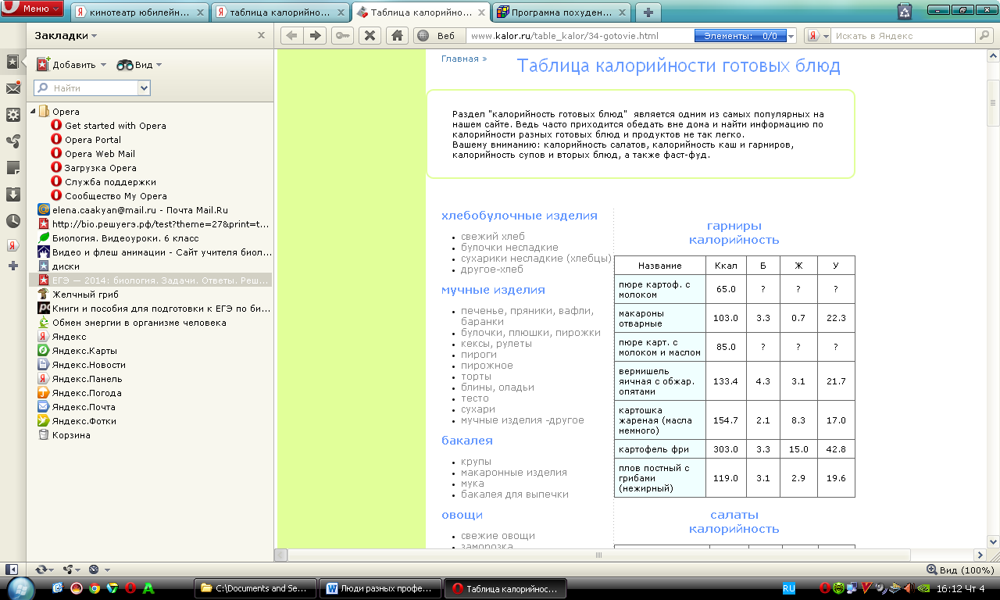 Меню
кинотеатр юбилейн...
таблица калорийно...
Таблица калорийно...
Программа похуден...
Закладки
Веб
www.kalor.ru/table_kalor/34-gotovie.html
Элементы: 0/0
Искать в Яндекс
Добавить
Вид
Найти
Opera
Get started with Opera
Opera Portal
Opera Web Mail
Загрузка Opera
Служба поддержки
Сообщество My Opera
elena.caakyan@mail.ru - Почта Mail.Ru
http://bio.решуегэ.рф/test?theme=27&print=t...
Биология. Видеоуроки. 6 класс
Видео и флеш анимации - Сайт учителя биол...
диски
ЕГЭ — 2014: биология. Задачи. Ответы. Реш...
Желчный гриб
Книги и пособия для подготовки к ЕГЭ по би...
Обмен энергии в организме человека
Яндекс
Яндекс.Карты
Яндекс.Новости
Яндекс.Панель
Яндекс.Погода
Яндекс.Почта
Яндекс.Фотки
Корзина
Главная »
Таблица калорийности готовых блюд
Раздел "калорийность готовых блюд" является одним из самых популярных на
нашем сайте. Ведь часто приходится обедать вне дома и найти информацию по
калорийности разных готовых блюд и продуктов не так легко.
Вашему вниманию: калорийность салатов, калорийность каш и гарниров,
калорийность супов и вторых блюд, а также фаст-фуд.
хлебобулочные изделия
свежий хлеб
булочки несладкие
сухарики несладкие (хлебцы)
другое-хлеб
мучные изделия
печенье, пряники, вафли,
баранки
булочки, плюшки, пирожки
кексы, рулеты
пироги
пирожное
торты
блины, оладьи
тесто
сухари
мучные изделия -другое
бакалея
крупы
макаронные изделия
мука
бакалея для выпечки
овощи
свежие овощи
заморозка
гарниры
калорийность
Название Ккал Б Ж У
пюре картоф. с
молоком 65.0 ? ? ?
макароны
отварные 103.0 3.3 0.7 22.3
пюре карт. с
молоком и маслом 85.0 ? ? ?
вермишель
яичная с обжар.
опятами 133.4 4.3 3.1 21.7
картошка
жареная (масла
немного) 154.7 2.1 8.3 17.0
картофель фри 303.0 3.3 15.0 42.8
плов постный с
грибами
(нежирный) 119.0 3.1 2.9 19.6
салаты
калорийность
Вид (100%)
C:\Documents and Se...
Люди разных профе...
Таблица калорийнос...
RU
16:12 Чт 4